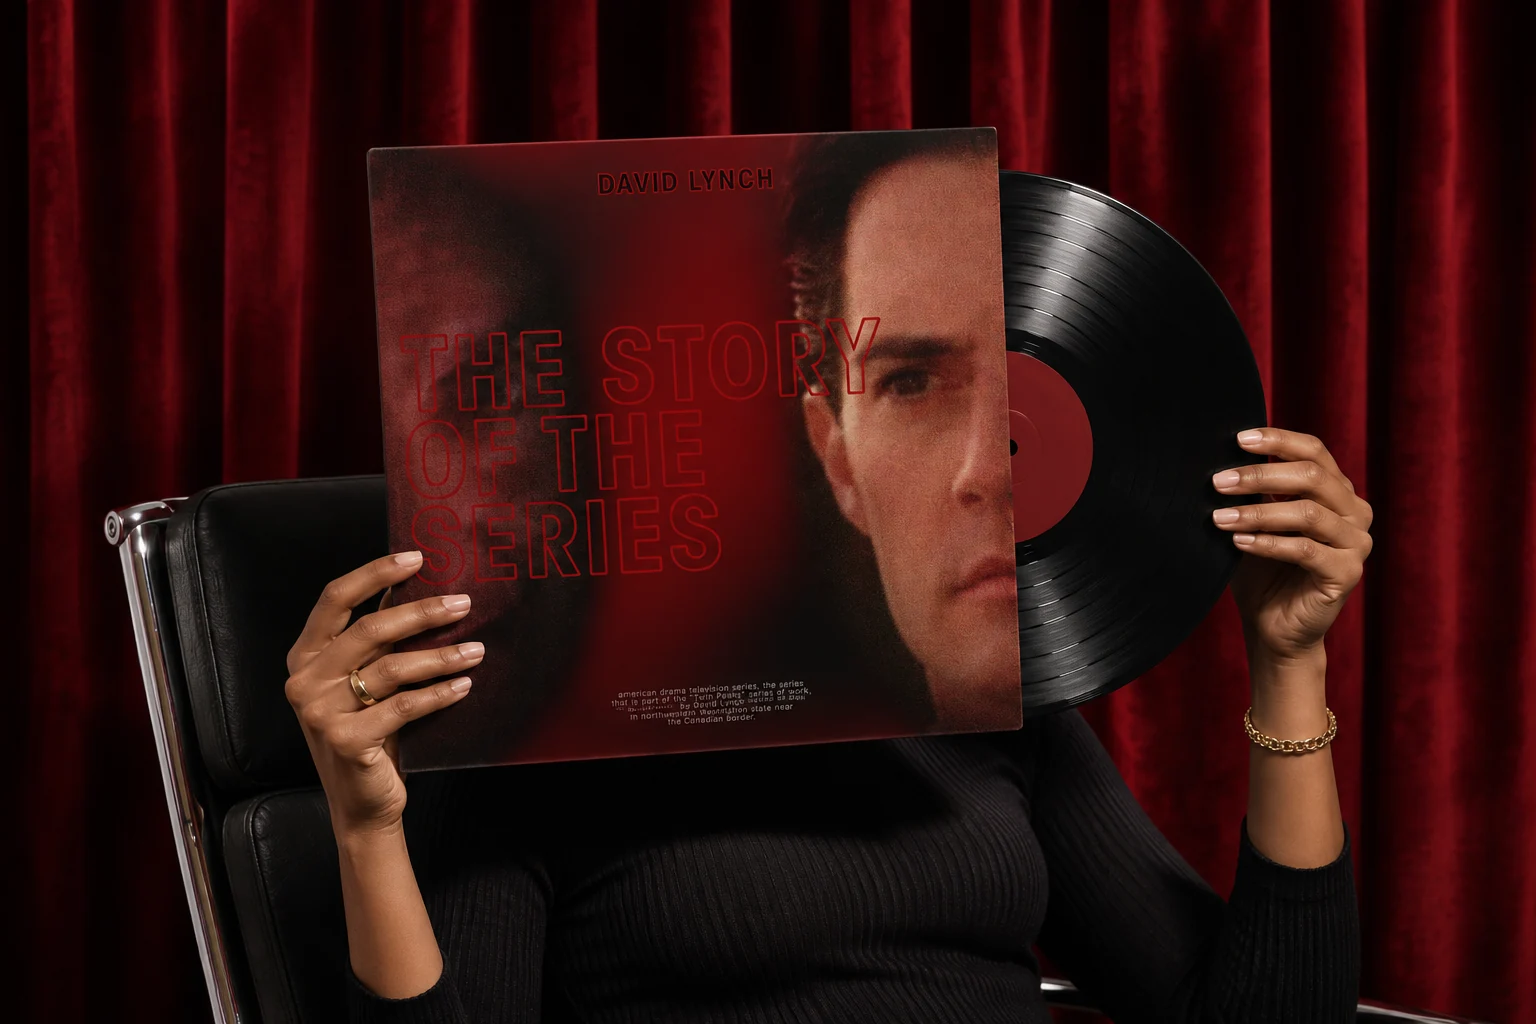 DAVID LYNCH
THE STORY
OF THE
SERIES
american drama television series, the series
that is part of the "Twin Peaks" series of work,
by David Lynch
in northwestern state near
the Canadian border.